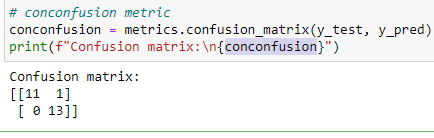 # conconfusion metric
conconfusion = metrics.confusion_matrix(y_test, y_pred)
print(f"Confusion matrix:\n{conconfusion}")
Confusion matrix:
[[11  1]
 [ 0 13]]